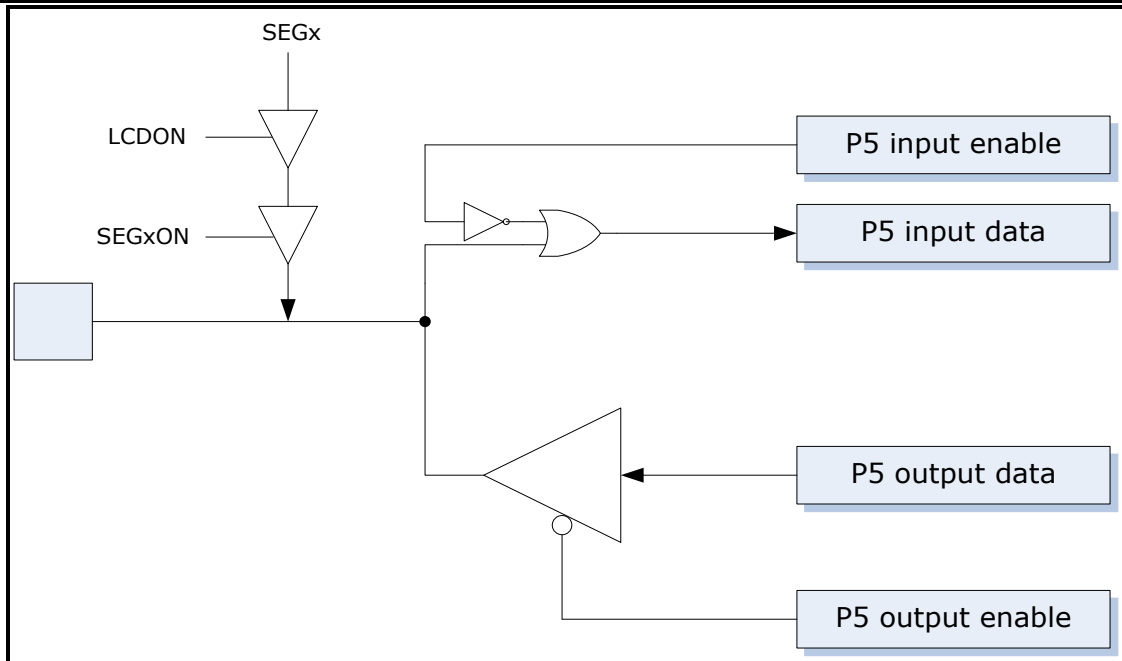 SEGx
LCDON
P5 input enable
P5 input data
SEGxON
P5 output data
P5 output enable